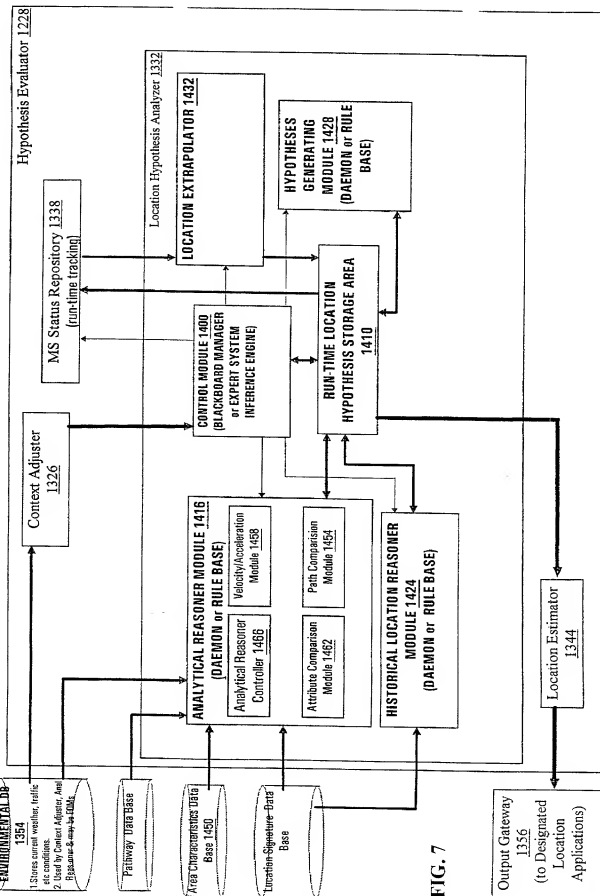 Hypothesis Evaluator 1228
MS Status Repository 1338
(run-time tracking)
Context Adjuster
1326
ENVIRONMENTAL DB
1354
1. Stores current weather, traffic
etc conditions.
2. Used by Context Adjuster, Anal
Reasoner & may be FOMs
Location Hypothesis Analyzer 1332
LOCATION EXTRAPOLATOR 1432
HYPOTHESES
GENERATING
MODULE 1428
(DAEMON or RULE
BASE)
CONTROL MODULE 1400
(BLACKBOARD MANAGER
or EXPERT SYSTEM
INFERENCE ENGINE)
RUN-TIME LOCATION
HYPOTHESIS STORAGE AREA
1410
ANALYTICAL REASONER MODULE 1416
(DAEMON or RULE BASE)
Analytical Reasoner
Controller 1466
Velocity/Acceleration
Module 1458
Attribute Comparison
Module 1462
Path Comparision
Module 1454
HISTORICAL LOCATION REASONER
MODULE 1424
(DAEMON or RULE BASE)
Pathway Data Base
Area Characteristics Data
Base 1450
Location Signature Data
Base
Location Estimator
1344
Output Gateway
1356
(to Designated
Location
Applications)
FIG. 7